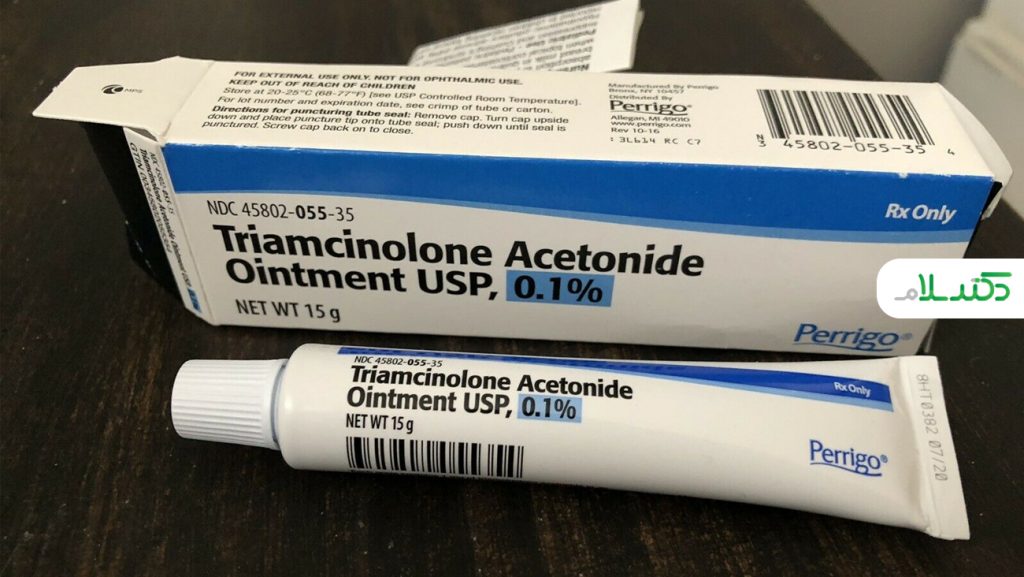 MPS
FOR EXTERNAL USE ONLY. NOT FOR OPHTHALMIC USE.
KEEP OUT OF REACH OF CHILDREN
Store at 20-25°C (68-77°F) [see USP Controlled Room Temperature].
For lot number and expiration date, see crimp of tube or carton.
Directions for puncturing tube seal: Remove cap. Turn cap upside
down and place puncture tip onto tube seal; push down until seal is
punctured. Screw cap back on to close.
Manufactured By Perrigo
Bronx, NY 10457
Distributed By
Perrigo®
Allegan, MI 49010
www.perrigo.com
Rev 10-16
: 3L634 RC C7
N3 45802-055-35 4
NDC 45802-055-35
Rx Only
Triamcinolone Acetonide
Ointment USP, 0.1%
NET WT 15 g
Perrigo®
دکترسلام
NDC 45802-055-35
Triamcinolone Acetonide
Ointment USP, 0.1%
NET WT 15 g
Rx Only
Perrigo®
8HT0382 07/20